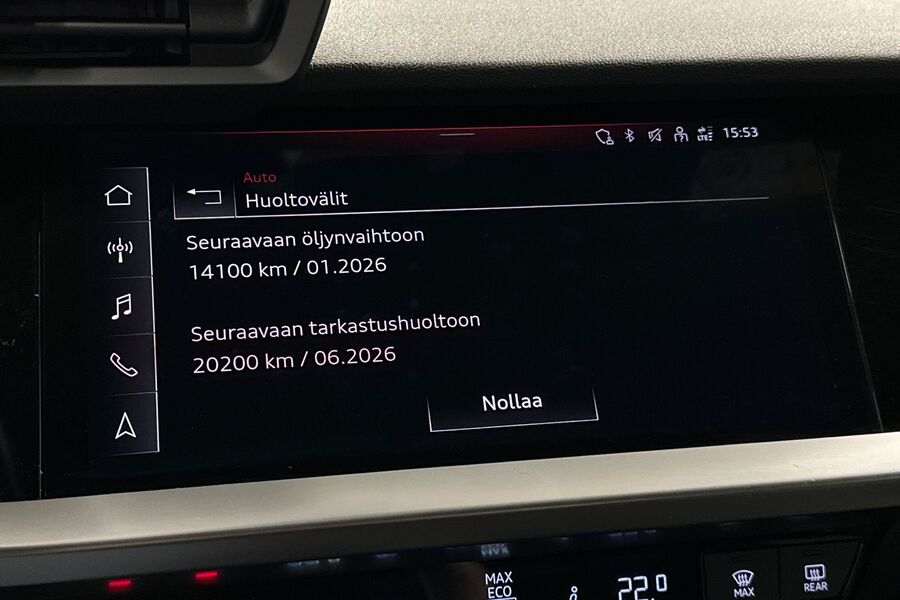 15:53
Auto
Huoltovälit
Seuraavaan öljynvaihtoon
14100 km / 01.2026
Seuraavaan tarkastushuoltoon
20200 km / 06.2026
Nollaa
MAX
ECO
22.0
MAX
REAR